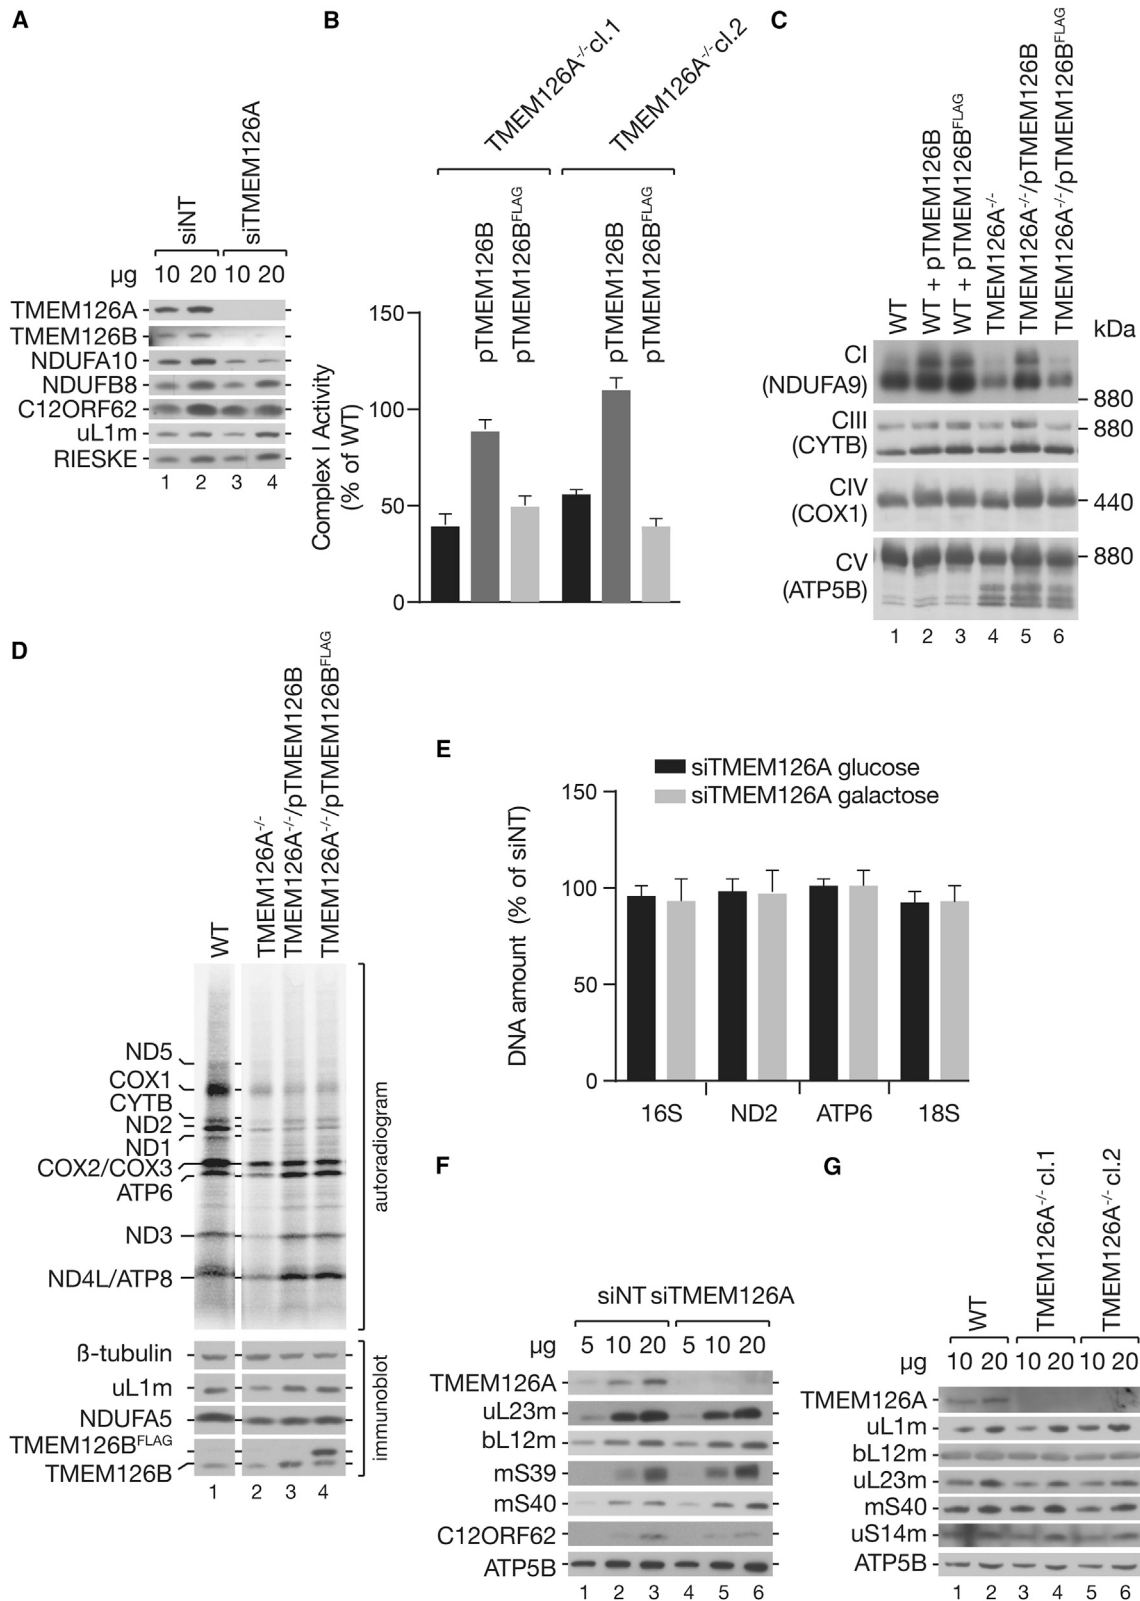 A
siNT
siTMEM126A
µg 10 20 10 20
TMEM126A
TMEM126B
NDUFA10
NDUFB8
C12ORF62
uL1m
RIESKE
1 2 3 4
B
TMEM126A-/-cl.1
TMEM126A-/-cl.2
pTMEM126B
pTMEM126BFLAG
pTMEM126B
pTMEM126BFLAG
Complex I Activity
(% of WT)
150
100
50
0
C
WT
WT + pTMEM126B
WT + pTMEM126BFLAG
TMEM126A-/-
TMEM126A-/-/pTMEM126B
TMEM126A-/-/pTMEM126BFLAG
kDa
CI
(NDUFA9)
880
CIII
(CYTB)
880
CIV
(COX1)
440
CV
(ATP5B)
880
1 2 3 4 5 6
D
WT
TMEM126A-/-
TMEM126A-/-/pTMEM126B
TMEM126A-/-/pTMEM126BFLAG
ND5
COX1
CYTB
ND2
ND1
COX2/COX3
ATP6
ND3
ND4L/ATP8
autoradiogram
ß-tubulin
uL1m
NDUFA5
TMEM126BFLAG
TMEM126B
immunoblot
1 2 3 4
E
siTMEM126A glucose
siTMEM126A galactose
DNA amount (% of siNT)
150
100
50
0
16S ND2 ATP6 18S
F
siNT siTMEM126A
µg 5 10 20 5 10 20
TMEM126A
uL23m
bL12m
mS39
mS40
C12ORF62
ATP5B
1 2 3 4 5 6
G
WT
TMEM126A-/- cl.1
TMEM126A-/- cl.2
µg 10 20 10 20 10 20
TMEM126A
uL1m
bL12m
uL23m
mS40
uS14m
ATP5B
1 2 3 4 5 6